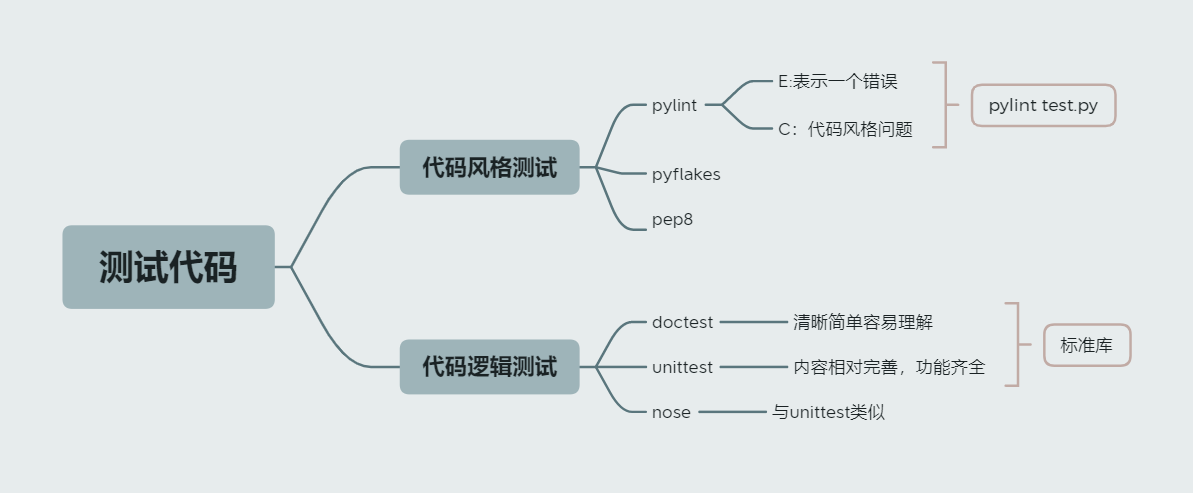 测试代码
代码风格测试
pylint
E:表示一个错误
C：代码风格问题
pylint test.py
pyflakes
pep8
代码逻辑测试
doctest
清晰简单容易理解
unittest
内容相对完善，功能齐全
标准库
nose
与unittest类似